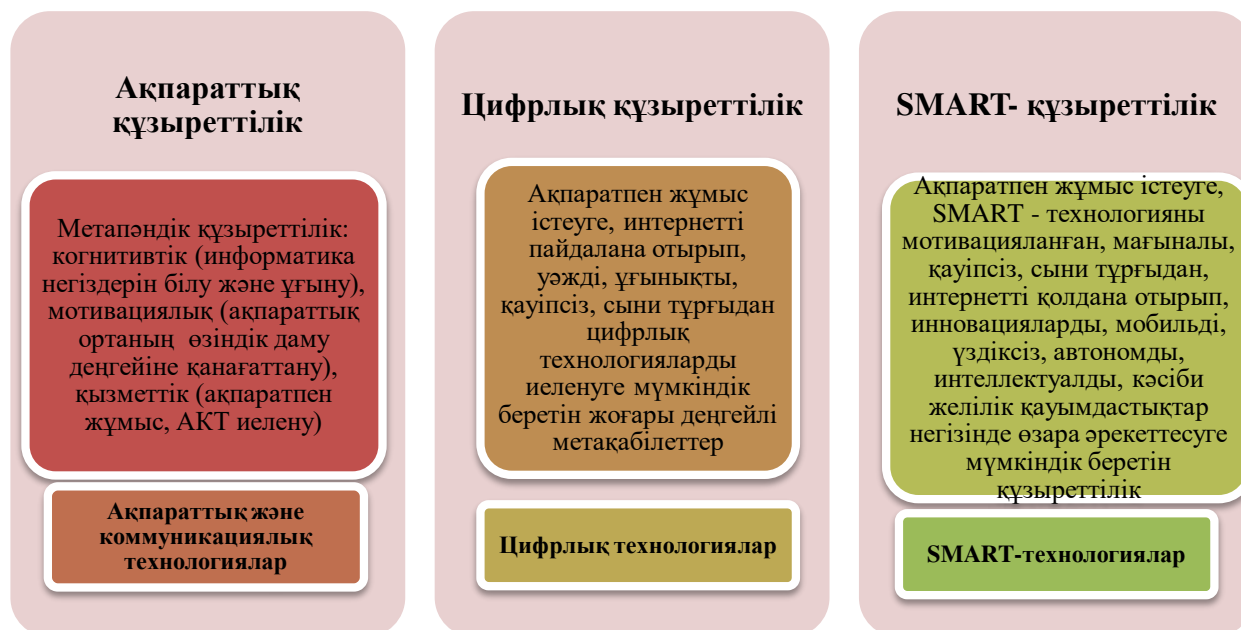 Ақпараттық
құзыреттілік
Метапәндік құзыреттілік:
когнитивтік (информатика
негіздерін білу және ұғыну),
мотивациялық (ақпараттық
ортаның өзіндік даму
деңгейіне қанағаттану),
қызметтік (ақпаратпен
жұмыс, АКТ иелену)
Ақпараттық және
коммуникациялық
технологиялар
Цифрлық құзыреттілік
Ақпаратпен жұмыс
істеуге, интернетті
пайдалана отырып,
уәжді, ұғынықты,
қауіпсіз, сыни тұрғыдан
цифрлық
технологияларды
иеленуге мүмкіндік
беретін жоғары деңгейлі
метақабілеттер
Цифрлық технологиялар
SMART- құзыреттілік
Ақпаратпен жұмыс істеуге,
SMART - технологияны
мотивацияланған, мағыналы,
қауіпсіз, сыни тұрғыдан,
интернетті қолдана отырып,
инновацияларды, мобильді,
үздіксіз, автономды,
интеллектуалды, кәсіби
желілік қауымдастықтар
негізінде өзара әрекеттесуге
мүмкіндік беретін
құзыреттілік
SMART-технологиялар